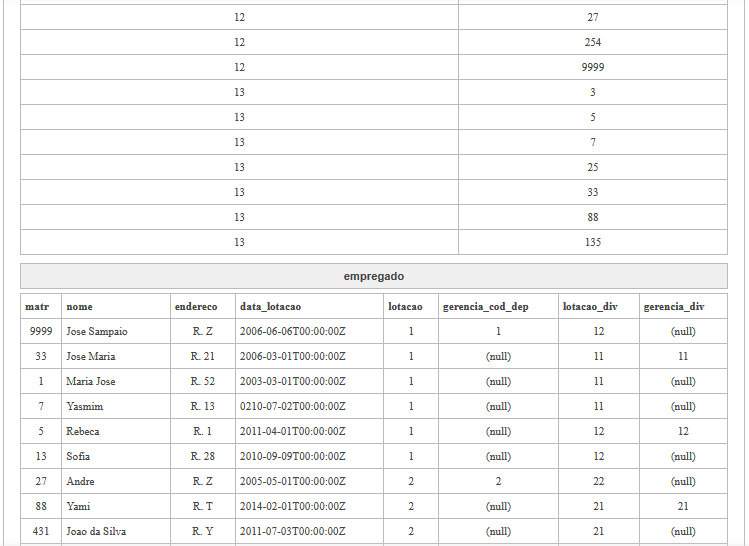 12 27
12 254
12 9999
13 3
13 5
13 7
13 25
13 33
13 88
13 135
empregado
matr nome endereco data_lotacao lotacao gerencia_cod_dep lotacao_div gerencia_div
9999 Jose Sampaio R. Z 2006-06-06T00:00:00Z 1 1 12 (null)
33 Jose Maria R. 21 2006-03-01T00:00:00Z 1 (null) 11 11
1 Maria Jose R. 52 2003-03-01T00:00:00Z 1 (null) 11 (null)
7 Yasmim R. 13 0210-07-02T00:00:00Z 1 (null) 11 (null)
5 Rebeca R. 1 2011-04-01T00:00:00Z 1 (null) 12 12
13 Sofia R. 28 2010-09-09T00:00:00Z 1 (null) 12 (null)
27 Andre R. Z 2005-05-01T00:00:00Z 2 2 22 (null)
88 Yami R. T 2014-02-01T00:00:00Z 2 (null) 21 21
431 Joao da Silva R. Y 2011-07-03T00:00:00Z 2 (null) 21 (null)